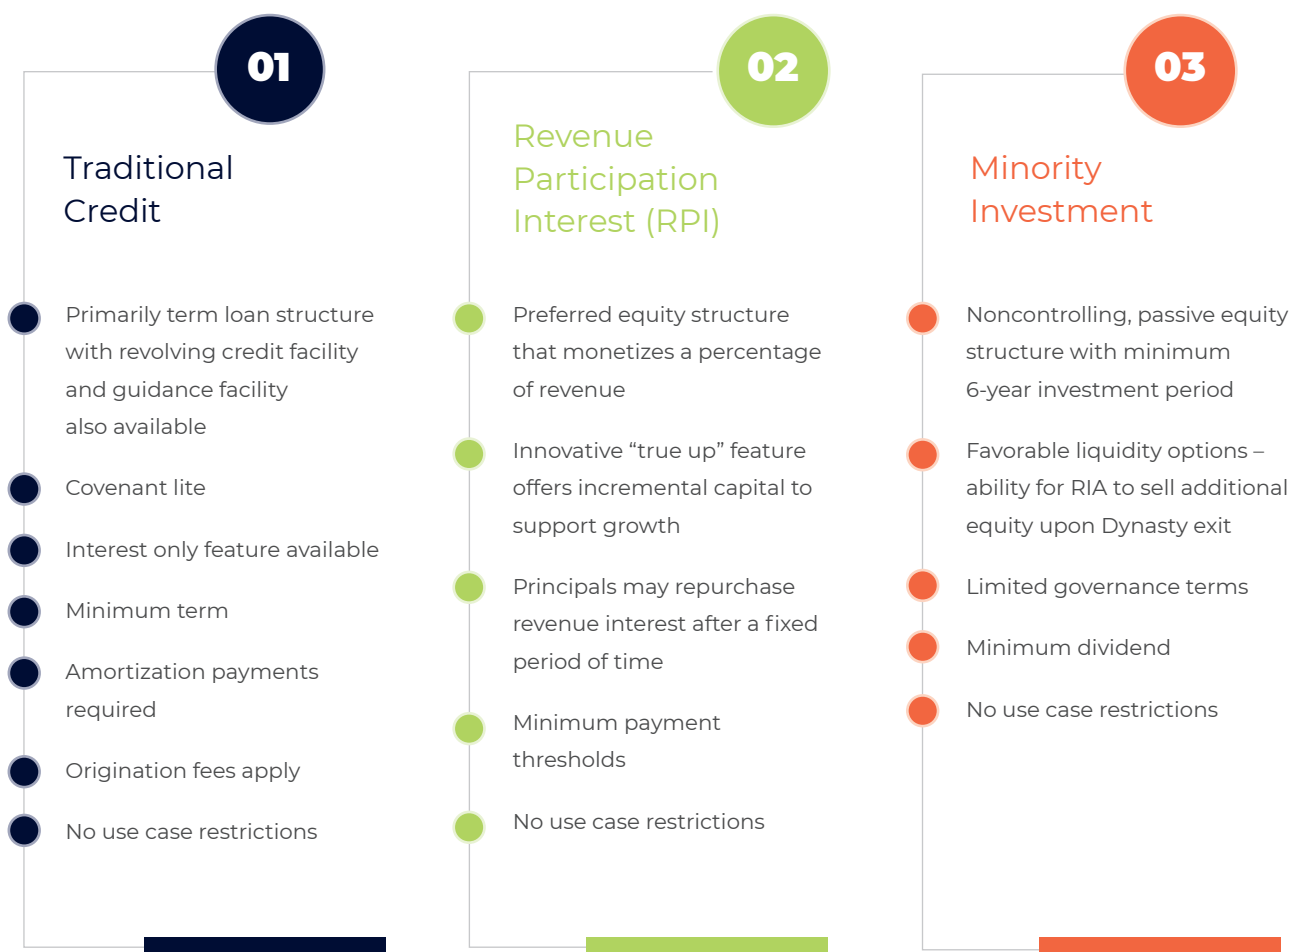 01
Traditional
Credit
Primarily term loan structure
with revolving credit facility
and guidance facility
also available
Covenant lite
Interest only feature available
Minimum term
Amortization payments
required
Origination fees apply
No use case restrictions
02
Revenue
Participation
Interest (RPI)
Preferred equity structure
that monetizes a percentage
of revenue
Innovative “true up” feature
offers incremental capital to
support growth
Principals may repurchase
revenue interest after a fixed
period of time
Minimum payment
thresholds
No use case restrictions
03
Minority
Investment
Noncontrolling, passive equity
structure with minimum
6-year investment period
Favorable liquidity options –
ability for RIA to sell additional
equity upon Dynasty exit
Limited governance terms
Minimum dividend
No use case restrictions